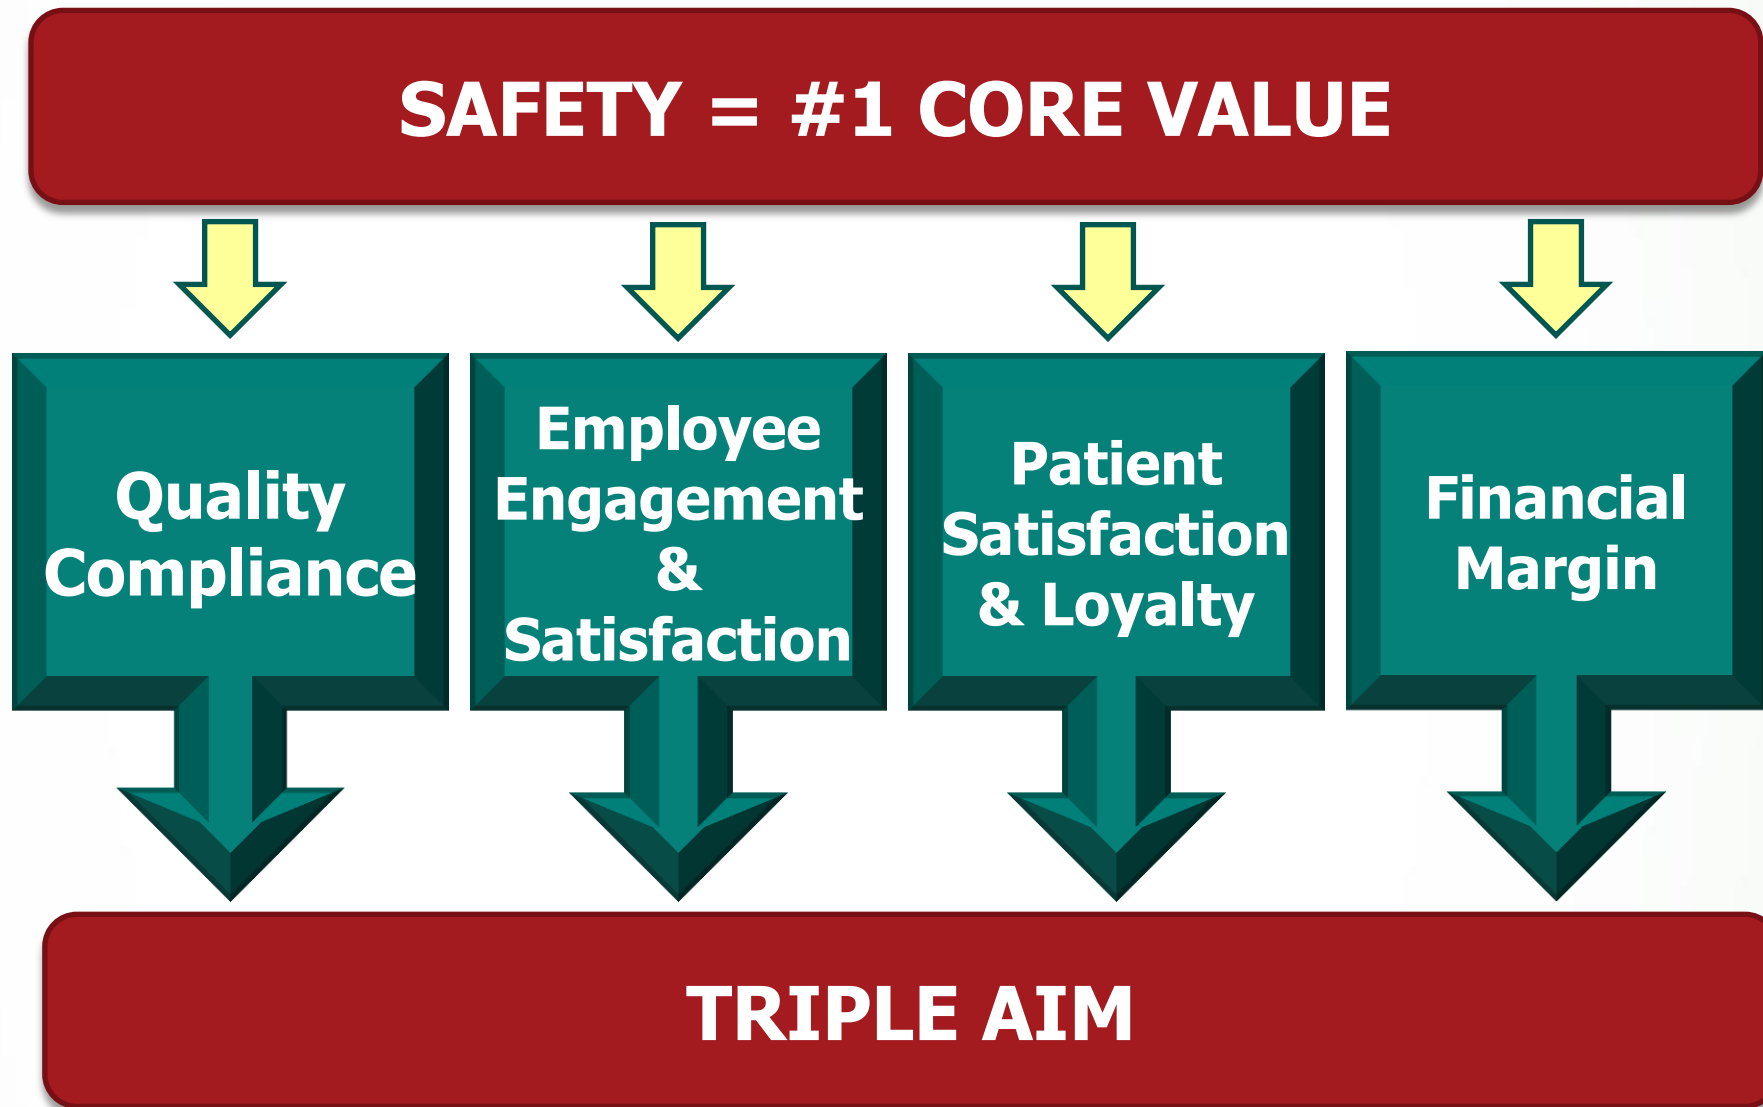 SAFETY = #1 CORE VALUE
Quality
Compliance
Employee
Engagement
&
Satisfaction
Patient
Satisfaction
& Loyalty
Financial
Margin
TRIPLE AIM